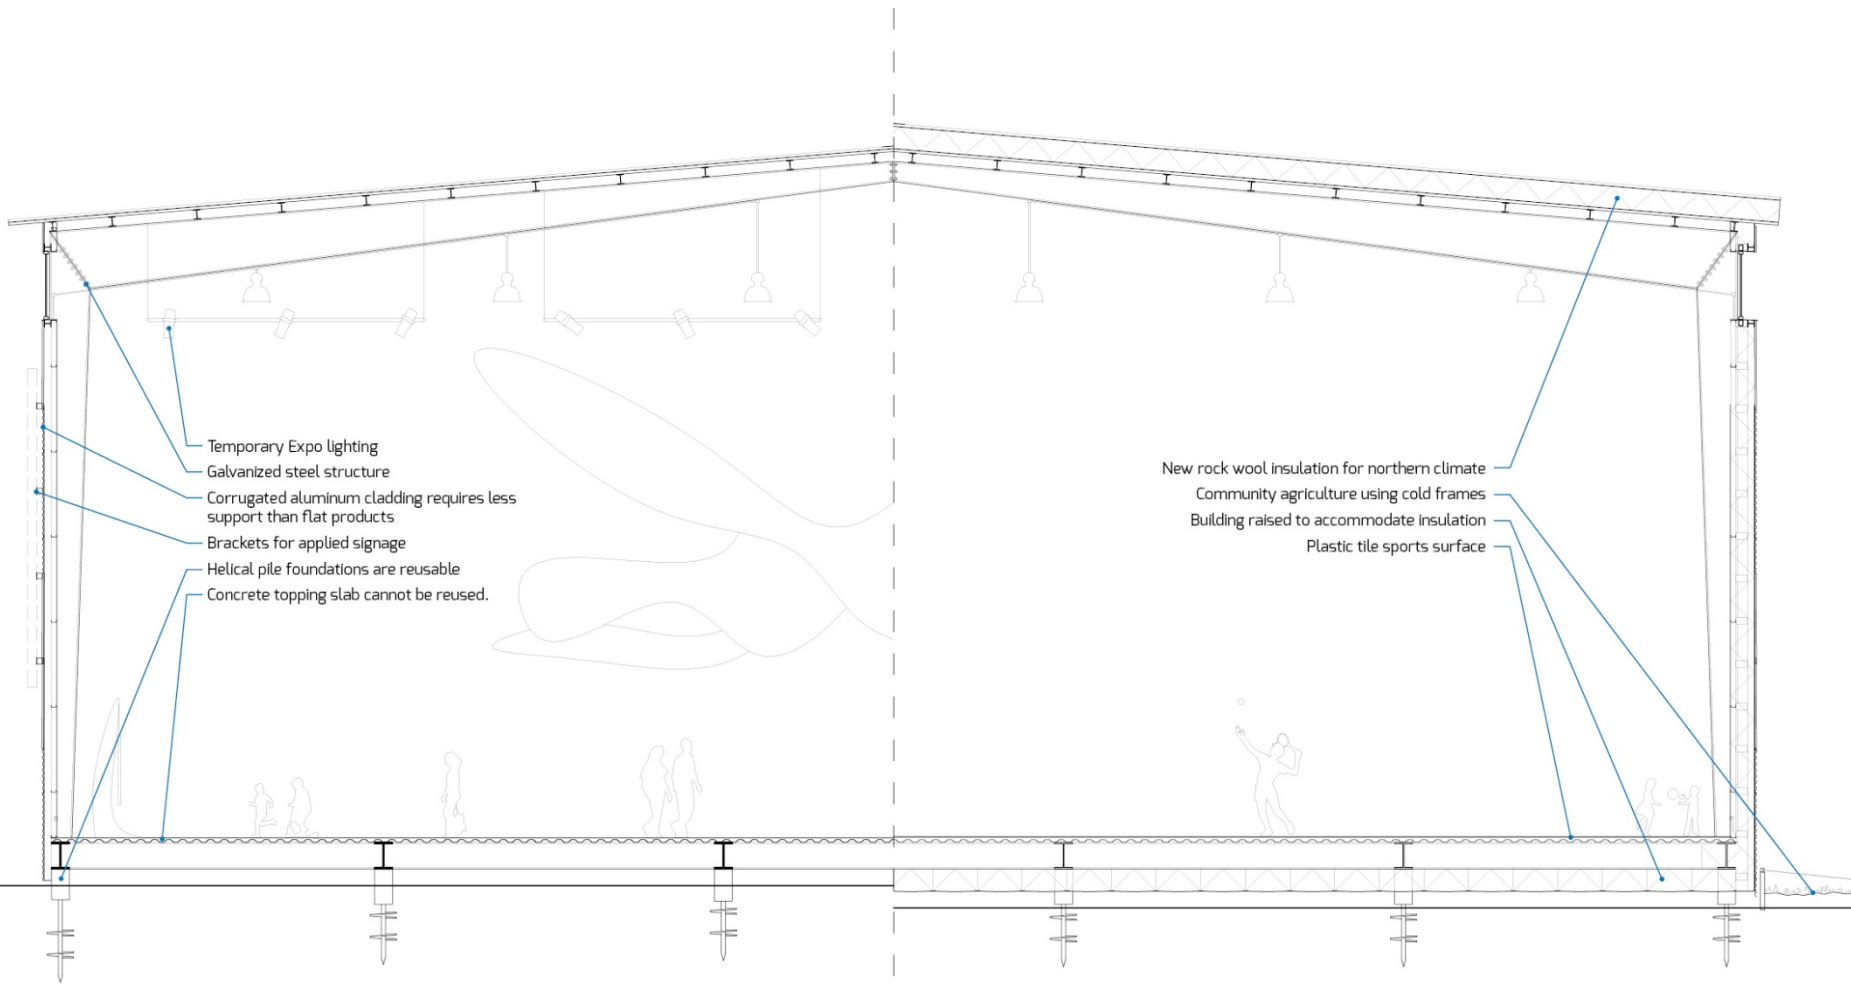 Temporary Expo lighting
Galvanized steel structure
Corrugated aluminum cladding requires less
support than flat products
Brackets for applied signage
Helical pile foundations are reusable
Concrete topping slab cannot be reused.
New rock wool insulation for northern climate
Community agriculture using cold frames
Building raised to accommodate insulation
Plastic tile sports surface